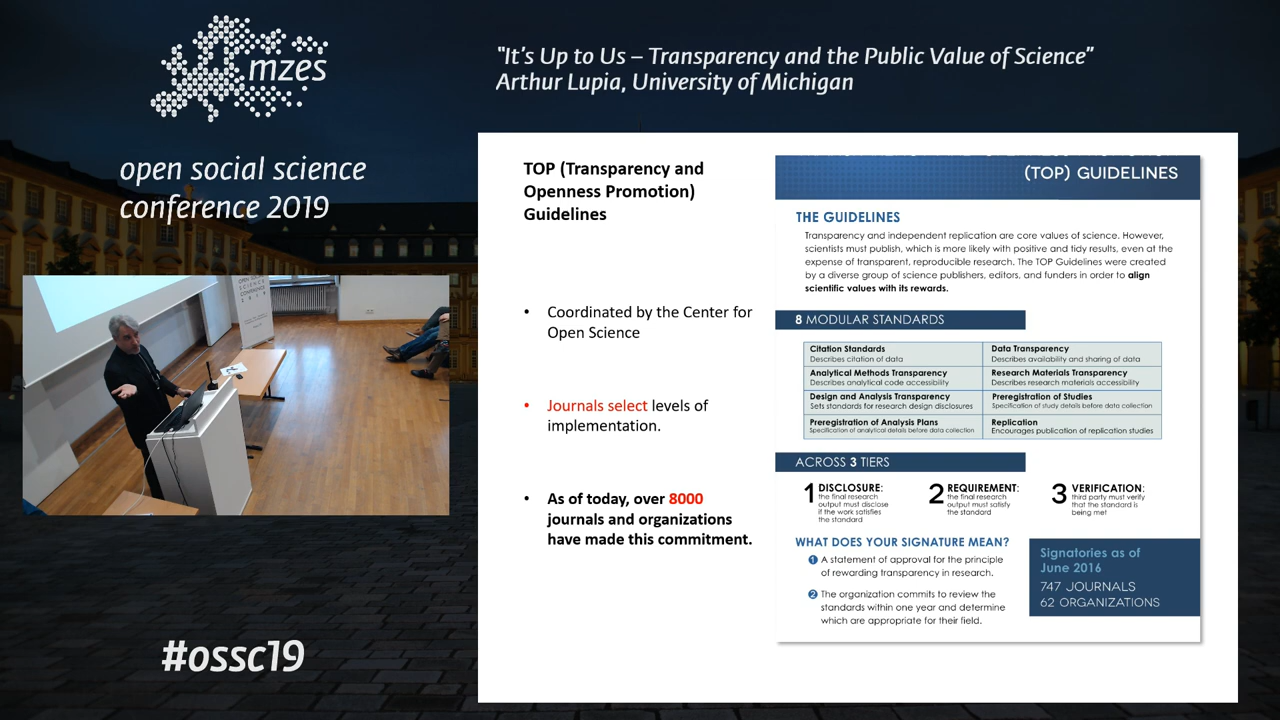 mzes
open social science
conference 2019
#ossc19
“It’s Up to Us – Transparency and the Public Value of Science”
Arthur Lupia, University of Michigan
TOP (Transparency and
Openness Promotion)
Guidelines
• Coordinated by the Center for
Open Science
• Journals select levels of
implementation.
• As of today, over 8000
journals and organizations
have made this commitment.
(TOP) GUIDELINES
THE GUIDELINES
Transparency and independent replication are core values of science. However,
scientists must publish, which is more likely with positive and tidy results, even at the
expense of transparent, reproducible research. The TOP Guidelines were created
by a diverse group of science publishers, editors, and funders in order to align
scientific values with its rewards.
8 MODULAR STANDARDS
Citation Standards
Describes citation of data
Data Transparency
Describes availability and sharing of data
Analytical Methods Transparency
Describes analytical code accessibility
Research Materials Transparency
Describes research materials accessibility
Design and Analysis Transparency
Sets standards for research design disclosures
Preregistration of Studies
Specification of study details before data collection
Preregistration of Analysis Plans
Specification of analytical details before data collection
Replication
Encourages publication of replication studies
ACROSS 3 TIERS
1 DISCLOSURE:
the final research
output must disclose
if the work satisfies
the standard
2 REQUIREMENT:
the final research
output must satisfy
the standard
3 VERIFICATION:
third party must verify
that the standard is
being met
WHAT DOES YOUR SIGNATURE MEAN?
1 A statement of approval for the principle
of rewarding transparency in research.
2 The organization commits to review the
standards within one year and determine
which are appropriate for their field.
Signatories as of
June 2016
747 JOURNALS
62 ORGANIZATIONS